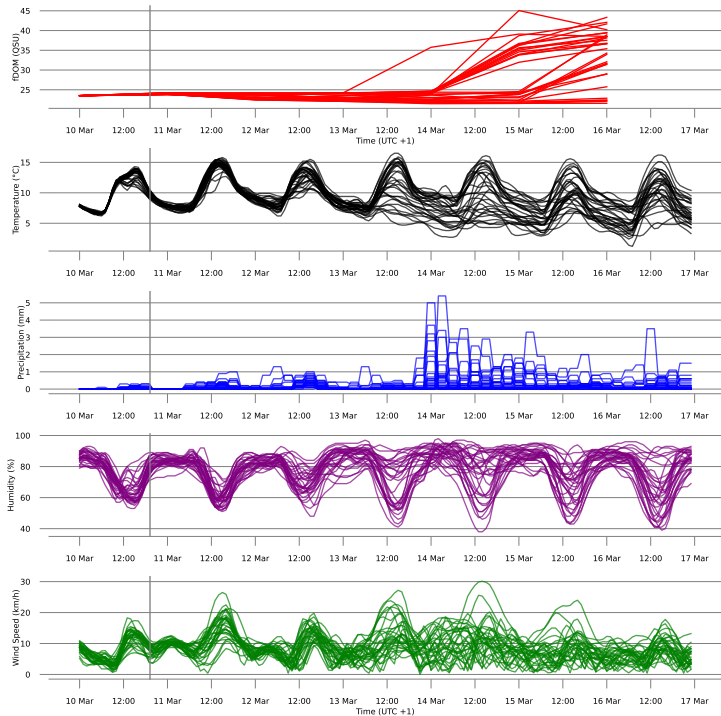 45
40
35
30
25
fDOM (QSU)
10 Mar 12:00 11 Mar 12:00 12 Mar 12:00 13 Mar 12:00 14 Mar 12:00 15 Mar 12:00 16 Mar 12:00 17 Mar
Time (UTC +1)
15
10
5
Temperature (°C)
10 Mar 12:00 11 Mar 12:00 12 Mar 12:00 13 Mar 12:00 14 Mar 12:00 15 Mar 12:00 16 Mar 12:00 17 Mar
5
4
3
2
1
0
Precipitation (mm)
10 Mar 12:00 11 Mar 12:00 12 Mar 12:00 13 Mar 12:00 14 Mar 12:00 15 Mar 12:00 16 Mar 12:00 17 Mar
100
80
60
40
Humidity (%)
10 Mar 12:00 11 Mar 12:00 12 Mar 12:00 13 Mar 12:00 14 Mar 12:00 15 Mar 12:00 16 Mar 12:00 17 Mar
30
20
10
0
Wind Speed (km/h)
10 Mar 12:00 11 Mar 12:00 12 Mar 12:00 13 Mar 12:00 14 Mar 12:00 15 Mar 12:00 16 Mar 12:00 17 Mar
Time (UTC +1)